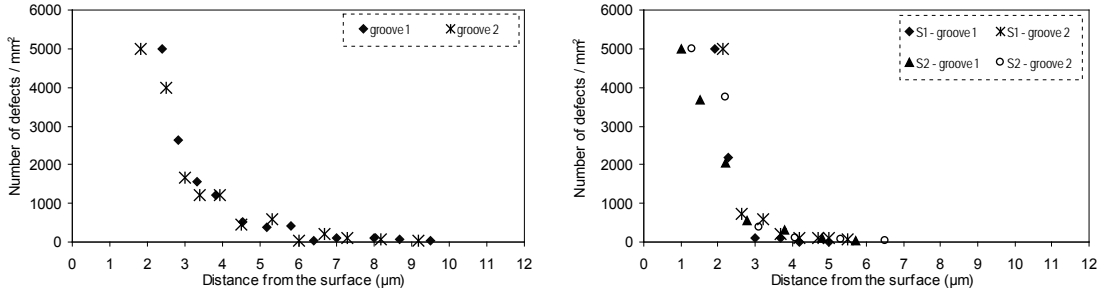 6000
5000
4000
3000
2000
1000
0
Number of defects / mm²
groove 1 groove 2
0 1 2 3 4 5 6 7 8 9 10 11 12
Distance from the surface (µm)
6000
5000
4000
3000
2000
1000
0
Number of defects / mm²
S1 - groove 1 S1 - groove 2
S2 - groove 1 S2 - groove 2
0 1 2 3 4 5 6 7 8 9 10 11 12
Distance from the surface (µm)